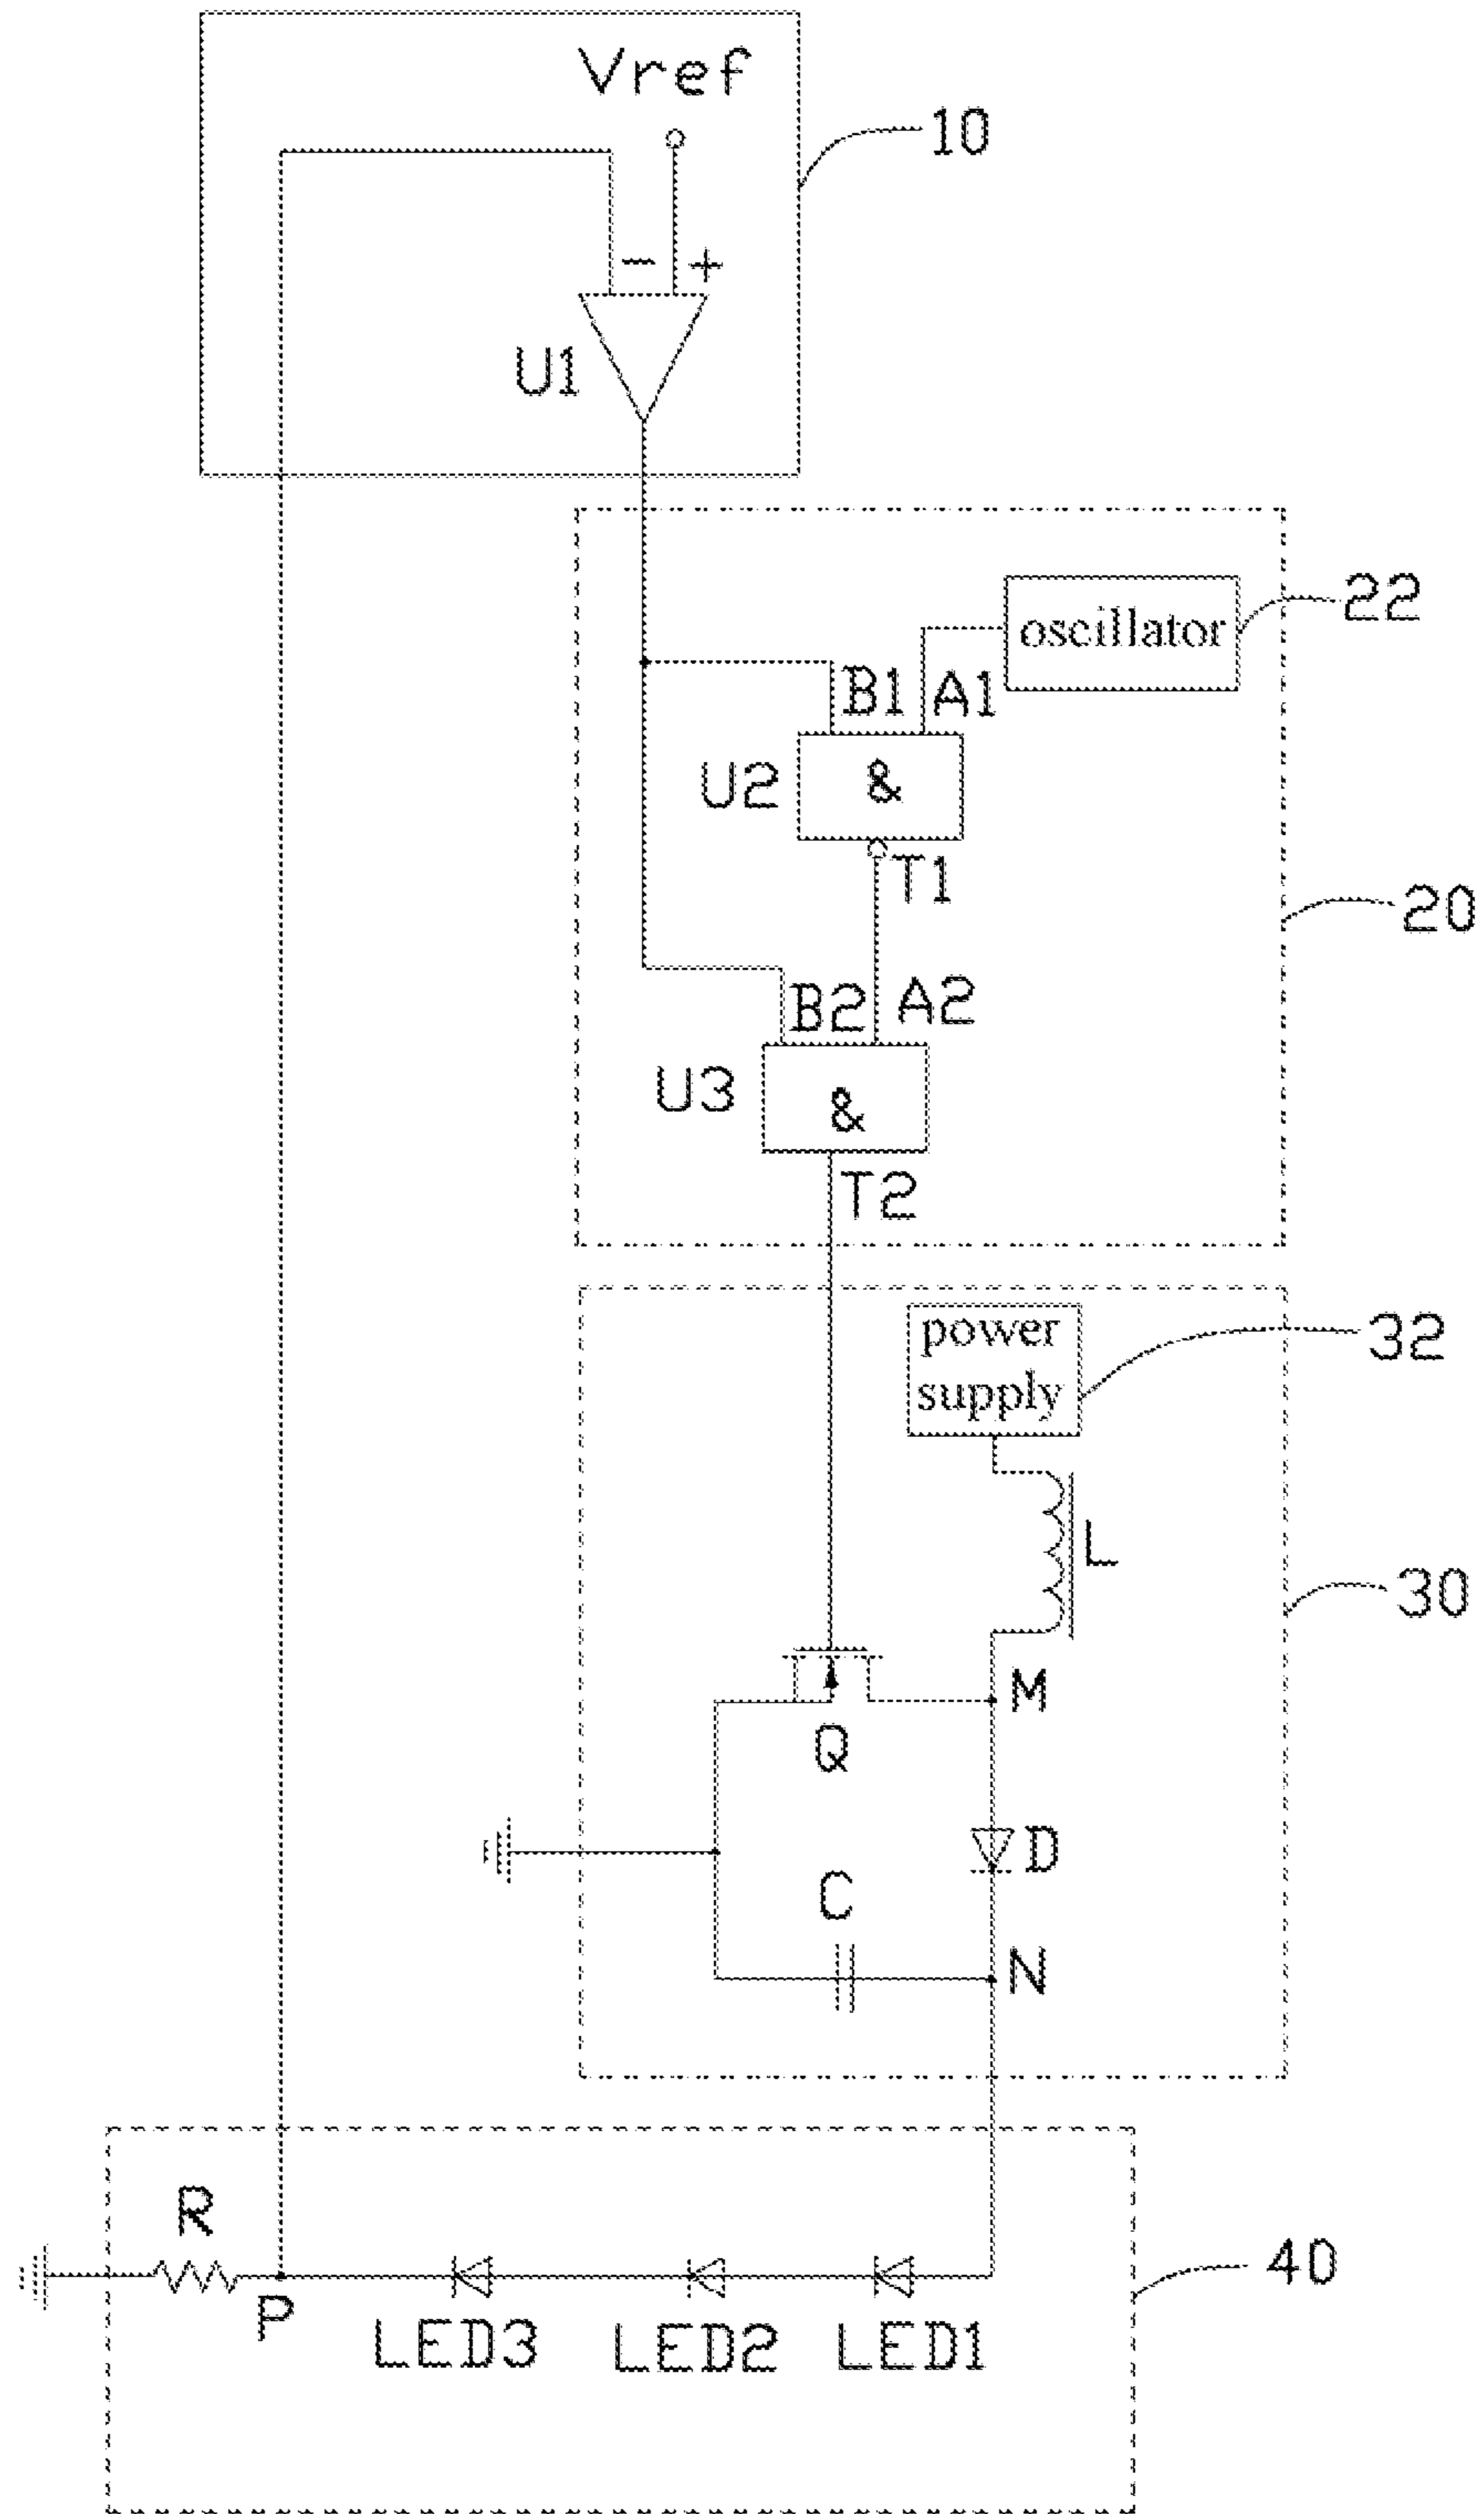 Vref
10
- +
U1
oscillator
22
B1 A1
U2
&
T1
20
B2 A2
U3
&
T2
power
supply
32
L
30
M
Q
D
C
N
R
40
P
LED3 LED2 LED1